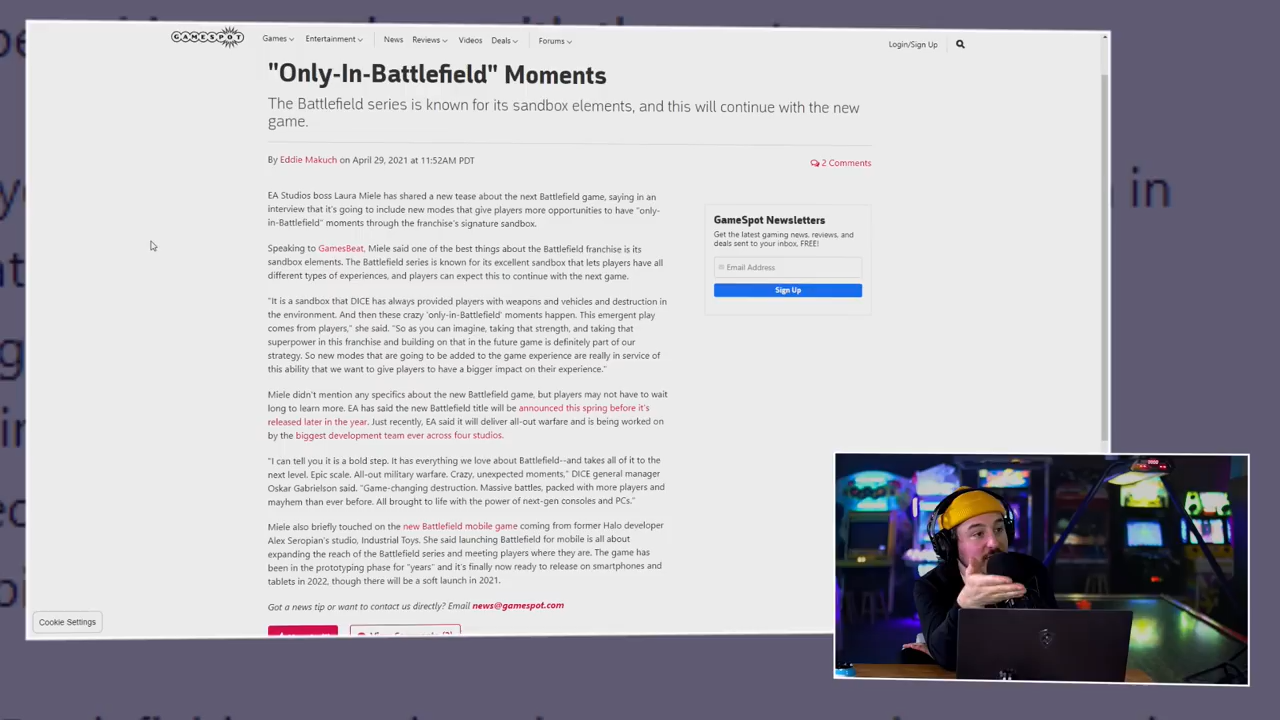 GAMESPOT
Games
Entertainment
News
Reviews
Videos
Deals
Forums
Login/Sign Up
"Only-In-Battlefield" Moments
The Battlefield series is known for its sandbox elements, and this will continue with the new
game.
By Eddie Makuch on April 29, 2021 at 11:52AM PDT
2 Comments
EA Studios boss Laura Miele has shared a new tease about the next Battlefield game, saying in an
interview that it's going to include new modes that give players more opportunities to have "only-
in-Battlefield" moments through the franchise's signature sandbox.
Speaking to GamesBeat, Miele said one of the best things about the Battlefield franchise is its
sandbox elements. The Battlefield series is known for its excellent sandbox that lets players have all
different types of experiences, and players can expect this to continue with the next game.
"It is a sandbox that DICE has always provided players with weapons and vehicles and destruction in
the environment. And then these crazy 'only-in-Battlefield' moments happen. This emergent play
comes from players," she said. "So as you can imagine, taking that strength, and taking that
superpower in this franchise and building on that in the future game is definitely part of our
strategy. So new modes that are going to be added to the game experience are really in service of
this ability that we want to give players to have a bigger impact on their experience."
Miele didn't mention any specifics about the new Battlefield game, but players may not have to wait
long to learn more. EA has said the new Battlefield title will be announced this spring before it's
released later in the year. Just recently, EA said it will deliver all-out warfare and is being worked on
by the biggest development team ever across four studios.
"I can tell you it is a bold step. It has everything we love about Battlefield--and takes all of it to the
next level. Epic scale. All-out military warfare. Crazy, unexpected moments," DICE general manager
Oskar Gabrielson said. "Game-changing destruction. Massive battles, packed with more players and
mayhem than ever before. All brought to life with the power of next-gen consoles and PCs."
Miele also briefly touched on the new Battlefield mobile game coming from former Halo developer
Alex Seropian's studio, Industrial Toys. She said launching Battlefield for mobile is all about
expanding the reach of the Battlefield series and meeting players where they are. The game has
been in the prototyping phase for "years" and it's finally now ready to release on smartphones and
tablets in 2022, though there will be a soft launch in 2021.
Got a news tip or want to contact us directly? Email news@gamespot.com
GameSpot Newsletters
Get the latest gaming news, reviews, and
deals sent to your inbox, FREE!
Email Address
Sign Up
Cookie Settings
in